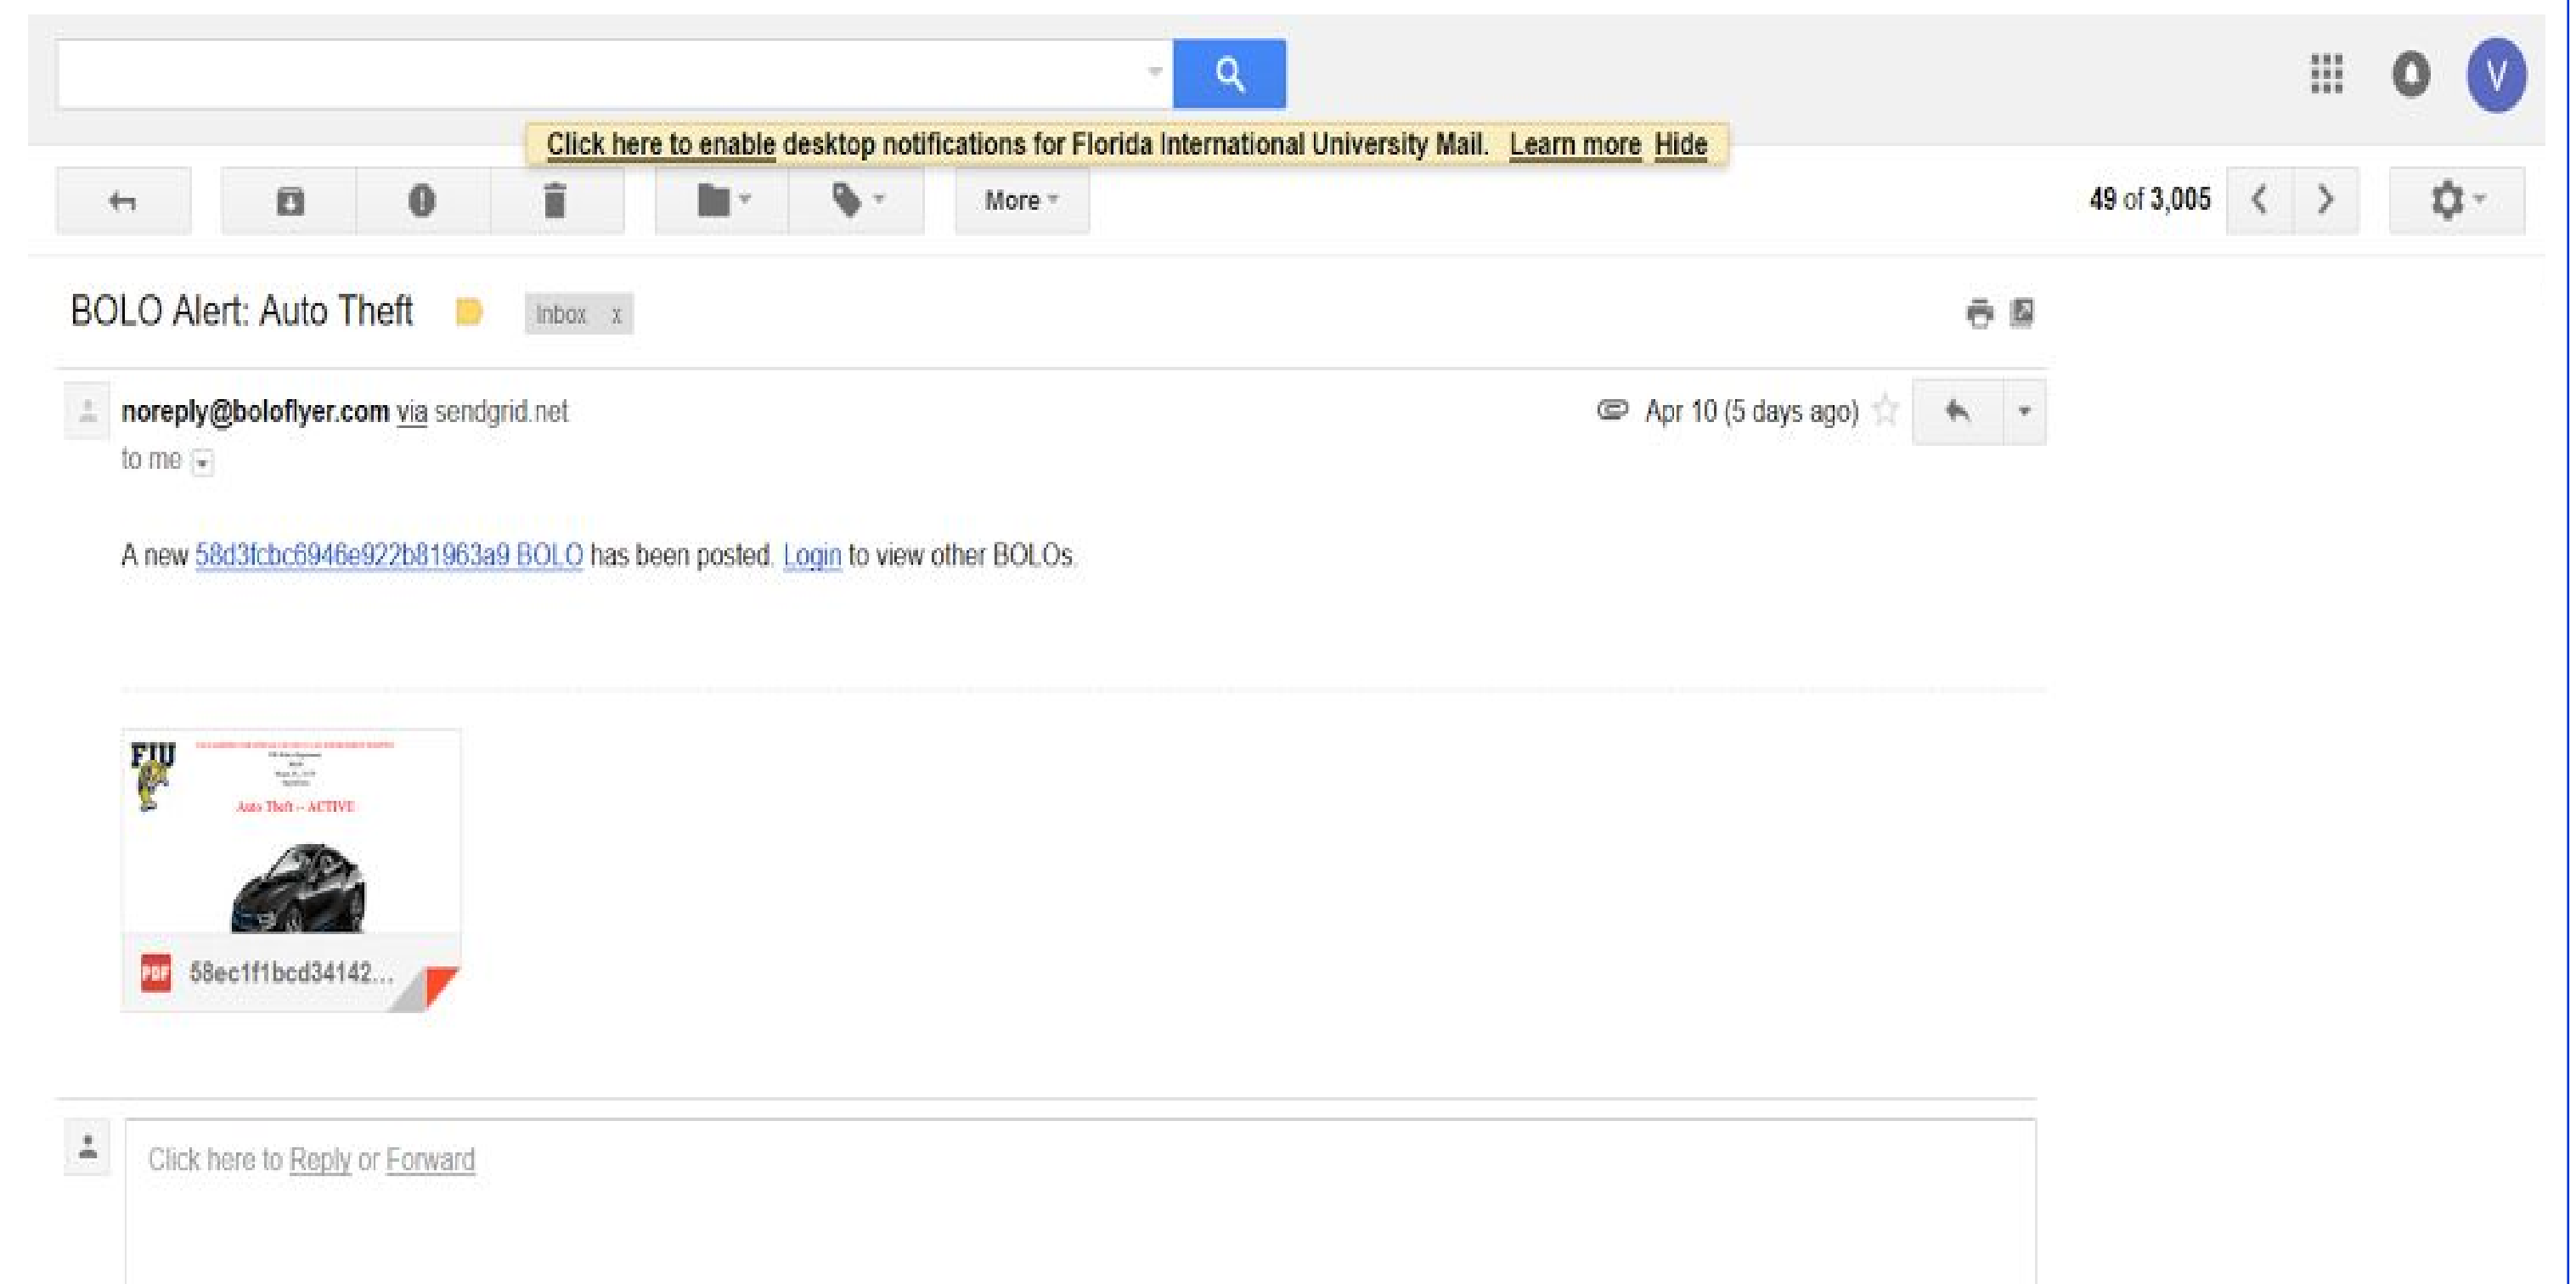 V
Click here to enable desktop notifications for Florida International University Mail. Learn more Hide
More
49 of 3,005
BOLO Alert: Auto Theft
Inbox x
noreply@boloflyer.com via sendgrid.net
Apr 10 (5 days ago)
to me
A new 58d3fcbc6946e922b81963a9 BOLO has been posted. Login to view other BOLOs.
FIU
Auto Theft -- ACTIVE
PDF 58ec1f1bcd34142...
Click here to Reply or Forward